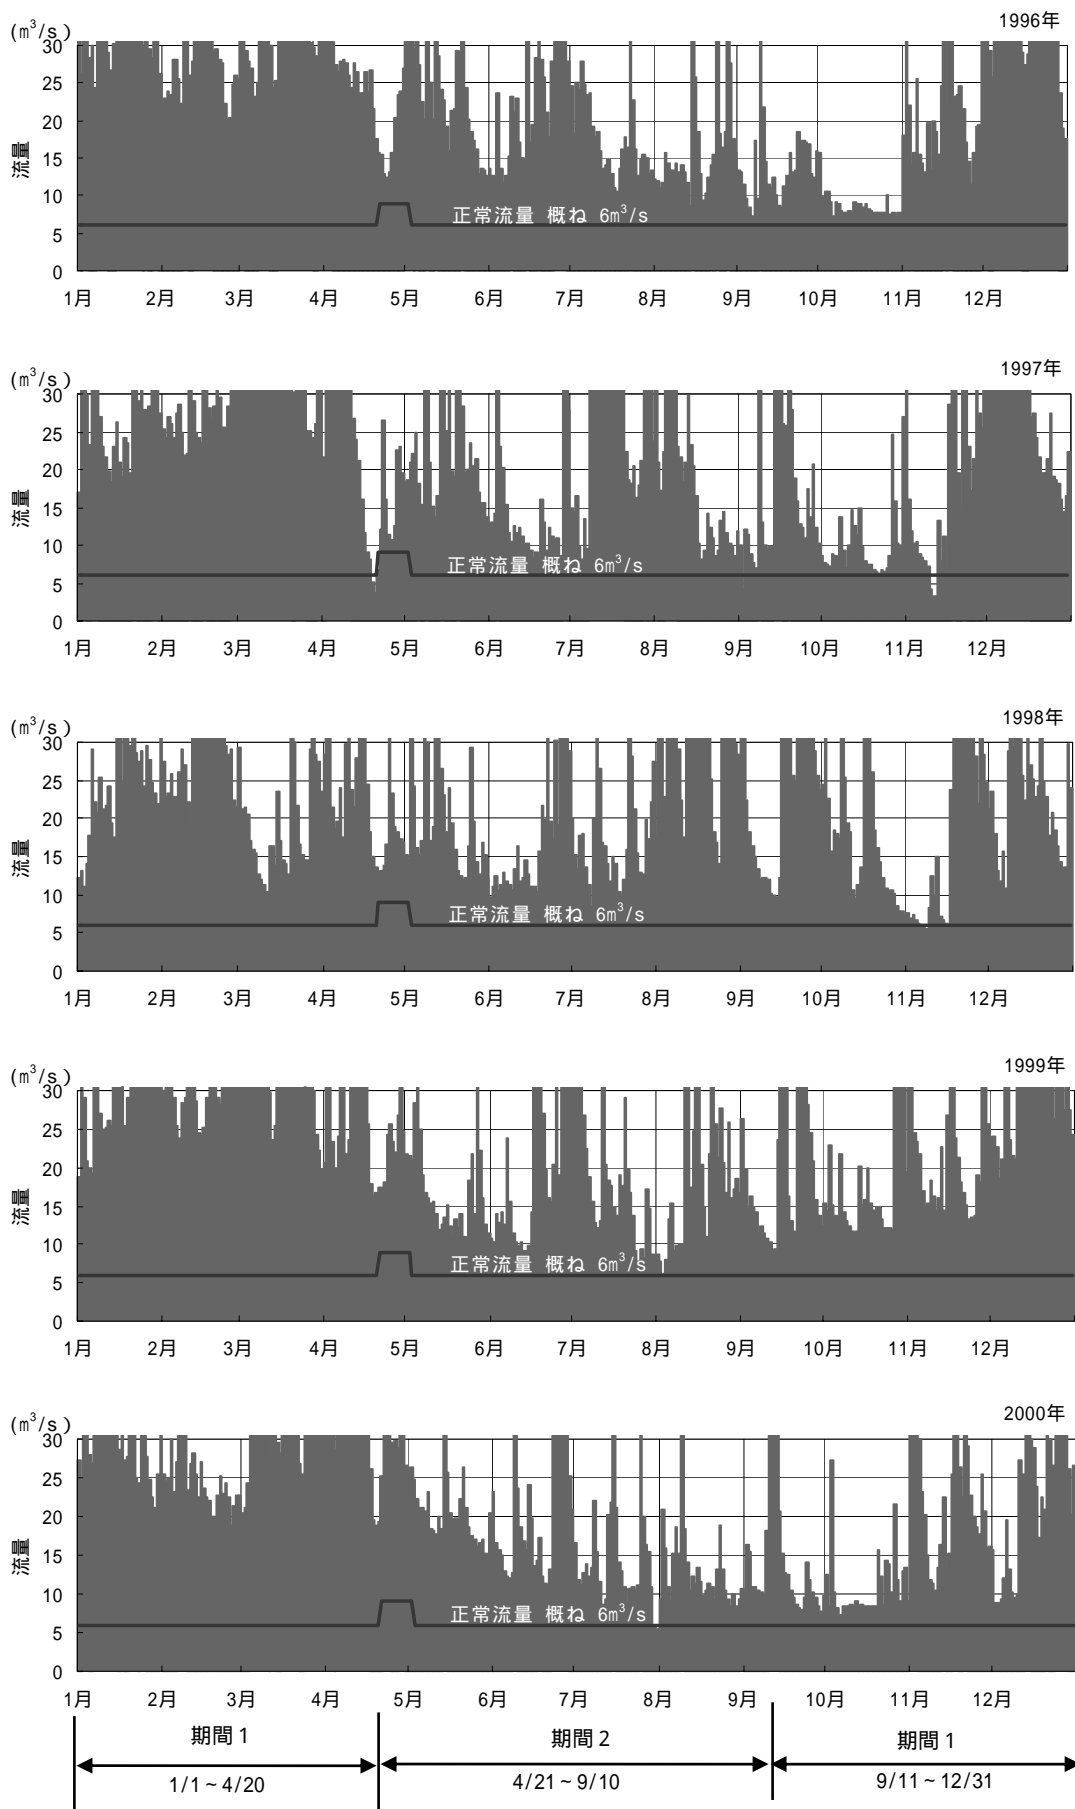 1996年
(m³/s)
30
25
20
15
10
5
0
流量
正常流量 概ね 6m³/s
1月 2月 3月 4月 5月 6月 7月 8月 9月 10月 11月 12月
1997年
(m³/s)
30
25
20
15
10
5
0
流量
正常流量 概ね 6m³/s
1月 2月 3月 4月 5月 6月 7月 8月 9月 10月 11月 12月
1998年
(m³/s)
30
25
20
15
10
5
0
流量
正常流量 概ね 6m³/s
1月 2月 3月 4月 5月 6月 7月 8月 9月 10月 11月 12月
1999年
(m³/s)
30
25
20
15
10
5
0
流量
正常流量 概ね 6m³/s
1月 2月 3月 4月 5月 6月 7月 8月 9月 10月 11月 12月
2000年
(m³/s)
30
25
20
15
10
5
0
流量
正常流量 概ね 6m³/s
1月 2月 3月 4月 5月 6月 7月 8月 9月 10月 11月 12月
期間1 期間2 期間1
1/1~4/20 4/21~9/10 9/11~12/31